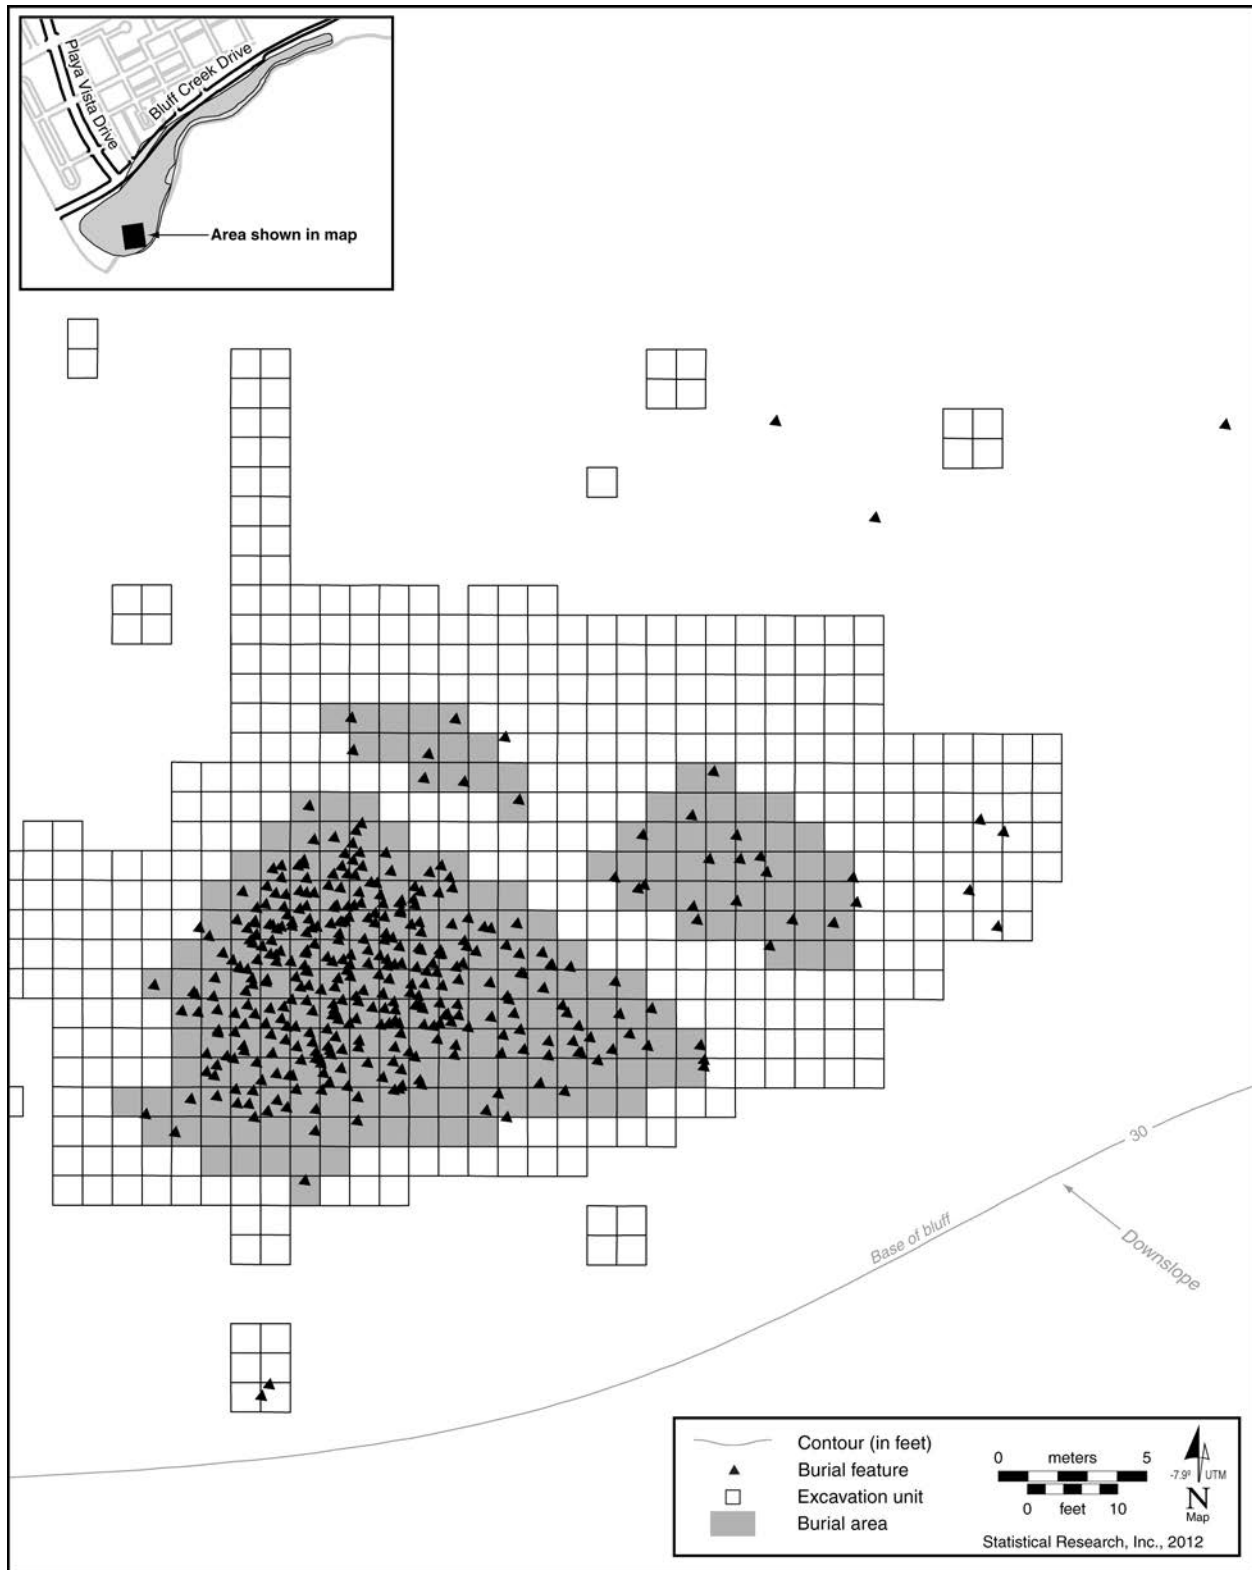 Playa Vista Drive
Bluff Creek Drive
Area shown in map
30
Base of bluff
Downslope
Contour (in feet)
Burial feature
Excavation unit
Burial area
0 meters 5
0 feet 10
-7.9º UTM
N
Map
Statistical Research, Inc., 2012